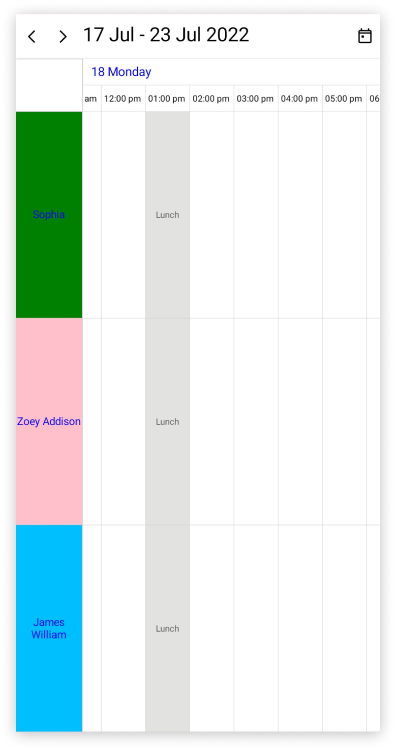 17 Jul - 23 Jul 2022
18 Monday
am 12:00 pm 01:00 pm 02:00 pm 03:00 pm 04:00 pm 05:00 pm 06
Sophia Lunch
Zoey Addison Lunch
James
William Lunch